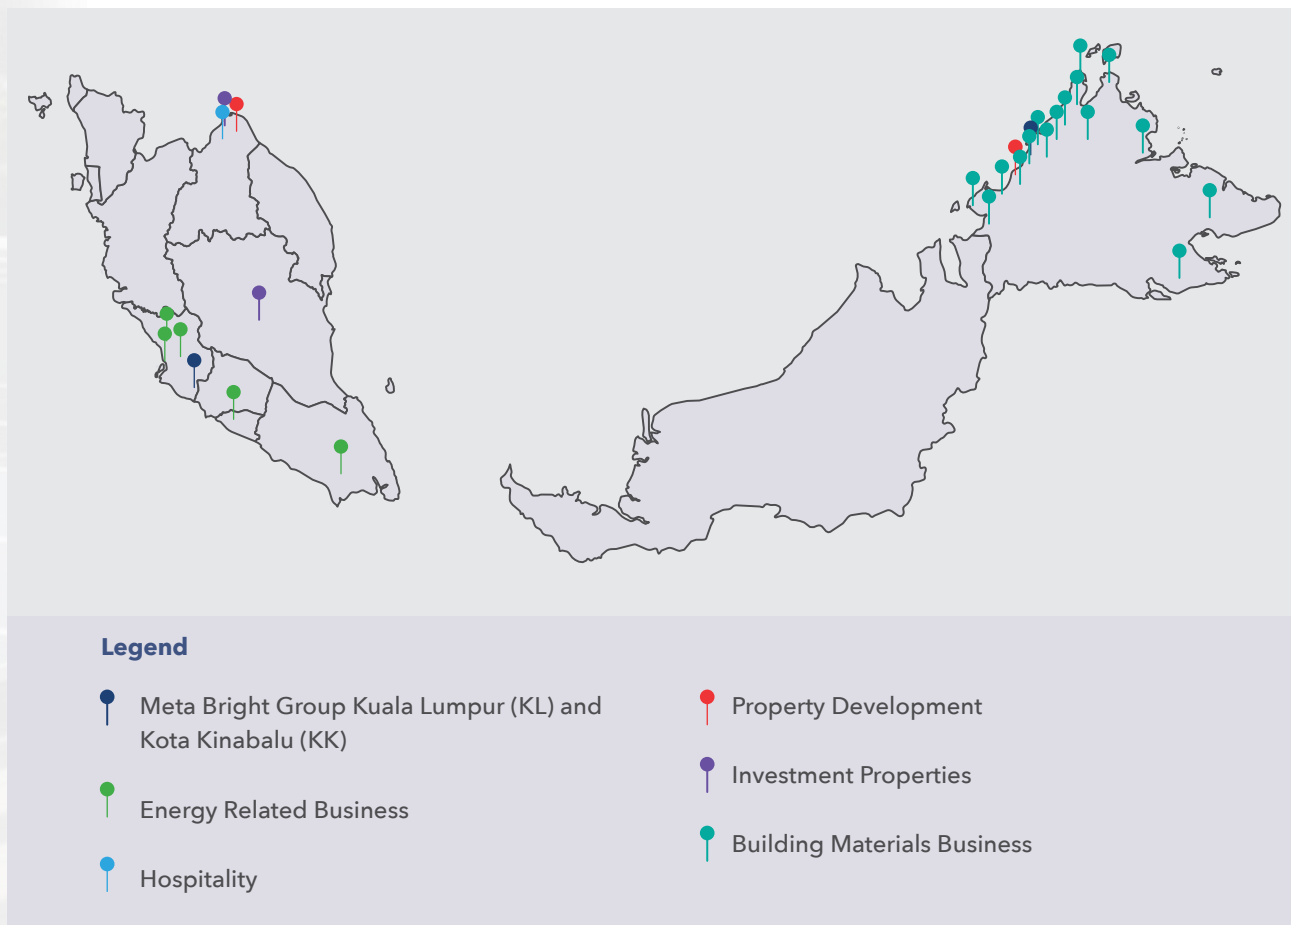 Legend
Meta Bright Group Kuala Lumpur (KL) and
Kota Kinabalu (KK)
Energy Related Business
Hospitality
Property Development
Investment Properties
Building Materials Business